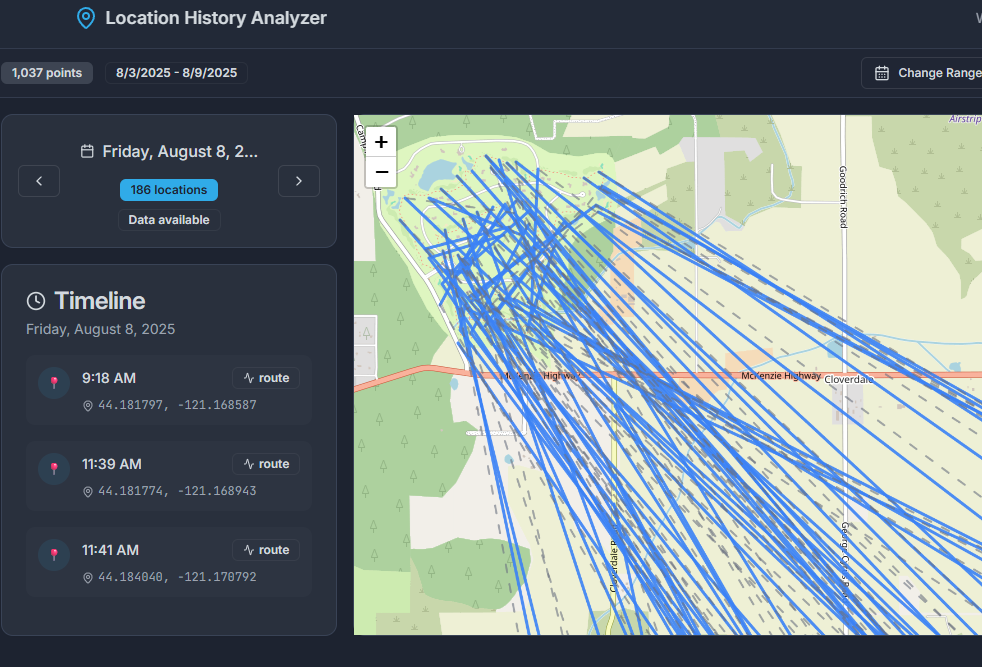 Location History Analyzer
1,037 points
8/3/2025 - 8/9/2025
Change Range
Friday, August 8, 2...
186 locations
Data available
Timeline
Friday, August 8, 2025
9:18 AM
route
44.181797, -121.168587
11:39 AM
route
44.181774, -121.168943
11:41 AM
route
44.184040, -121.170792
+
−
Airstrip
Goodrich Road
McKenzie Highway
McKenzie Highway
Cloverdale